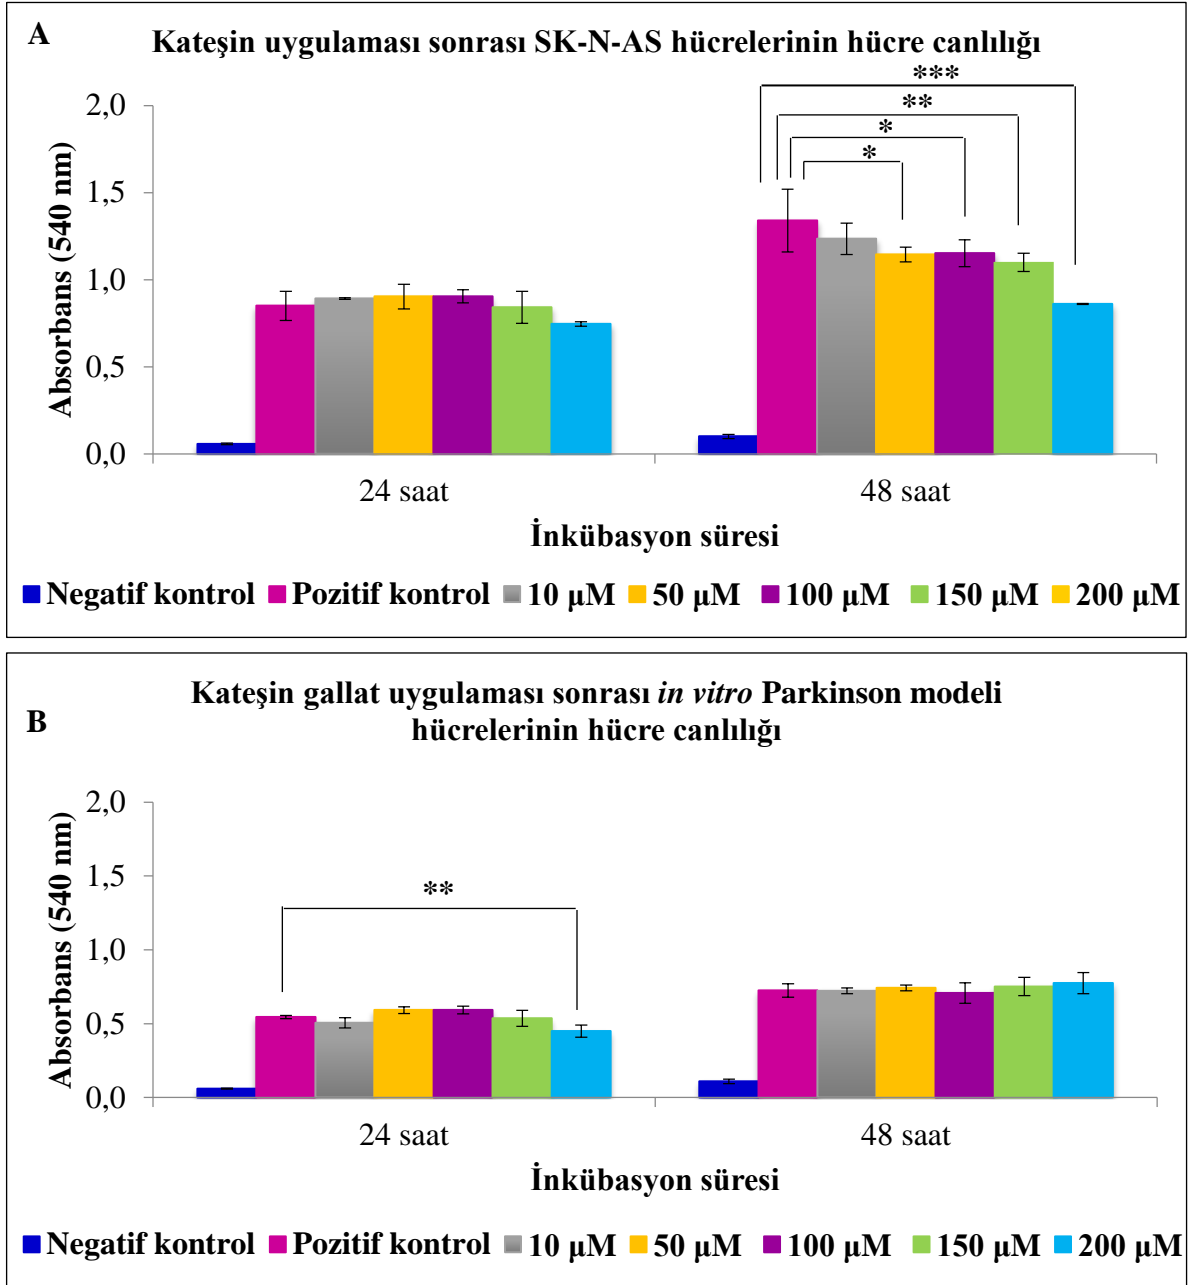 A
Kateşin uygulaması sonrası SK-N-AS hücrelerinin hücre canlılığı
***
**
*
*
2,0
1,5
1,0
0,5
0,0
Absorbans (540 nm)
24 saat 48 saat
İnkübasyon süresi
Negatif kontrol Pozitif kontrol 10 µM 50 µM 100 µM 150 µM 200 µM
B
Kateşin gallat uygulaması sonrası in vitro Parkinson modeli
hücrelerinin hücre canlılığı
**
2,0
1,5
1,0
0,5
0,0
Absorbans (540 nm)
24 saat 48 saat
İnkübasyon süresi
Negatif kontrol Pozitif kontrol 10 µM 50 µM 100 µM 150 µM 200 µM